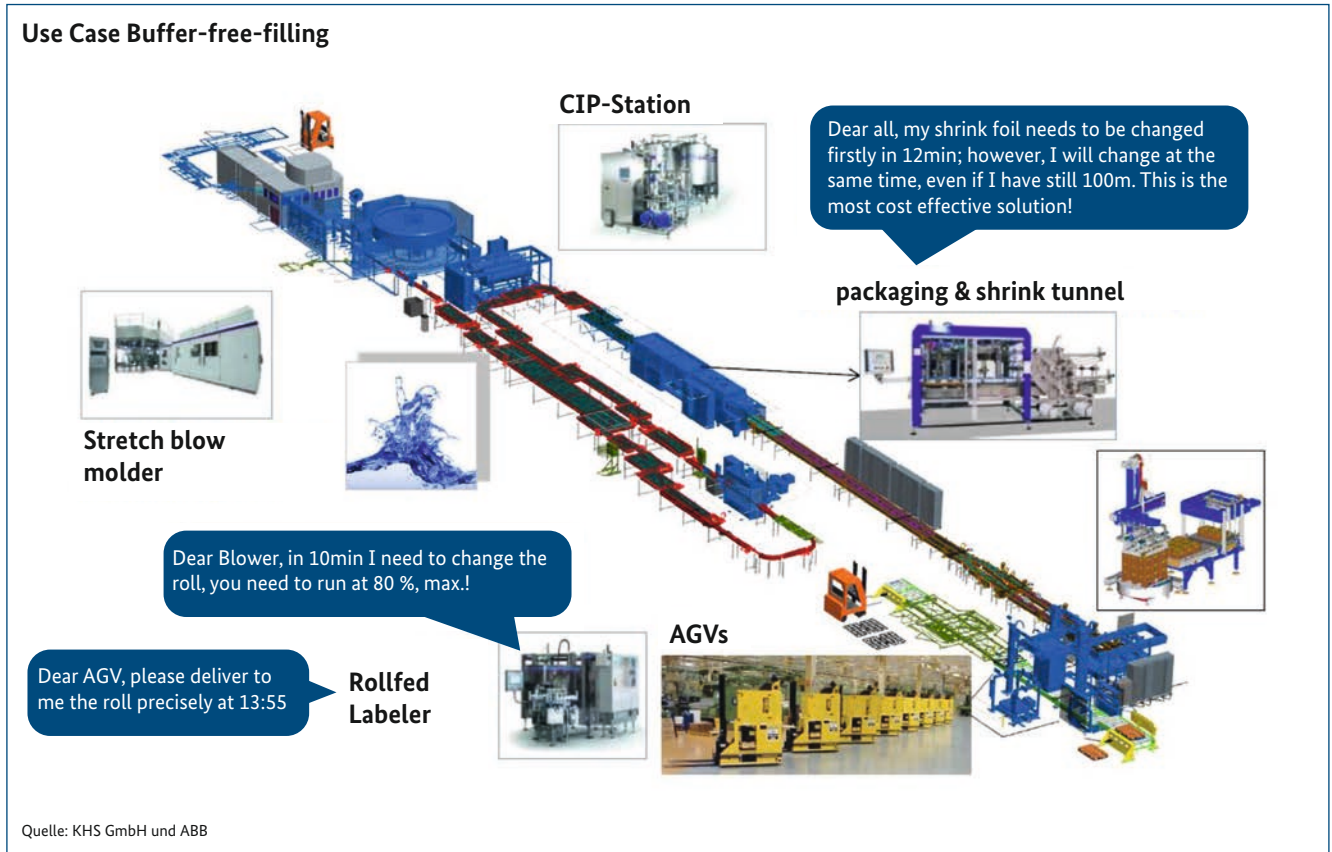 Use Case Buffer-free-filling
CIP-Station
Dear all, my shrink foil needs to be changed
firstly in 12min; however, I will change at the
same time, even if I have still 100m. This is the
most cost effective solution!
packaging & shrink tunnel
Stretch blow
molder
Dear Blower, in 10min I need to change the
roll, you need to run at 80 %, max.!
Dear AGV, please deliver to
me the roll precisely at 13:55
Rollfed
Labeler
AGVs
Quelle: KHS GmbH und ABB